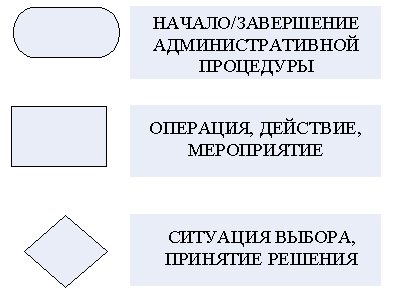 НАЧАЛО/ЗАВЕРШЕНИЕ
АДМИНИСТРАТИВНОЙ
ПРОЦЕДУРЫ
ОПЕРАЦИЯ, ДЕЙСТВИЕ,
МЕРОПРИЯТИЕ
СИТУАЦИЯ ВЫБОРА,
ПРИНЯТИЕ РЕШЕНИЯ